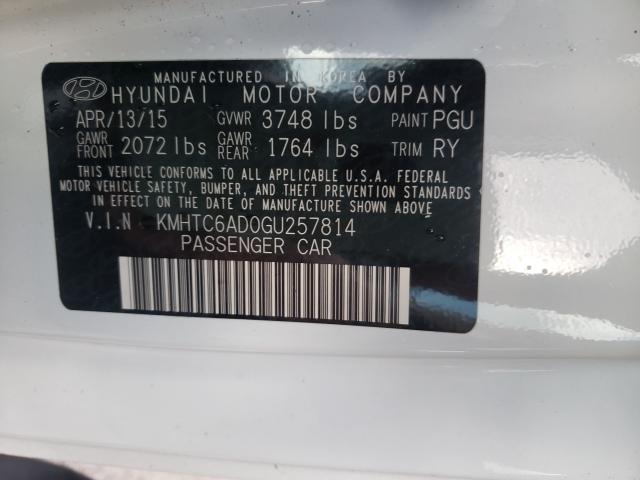 MANUFACTURED IN KOREA BY
HYUNDAI MOTOR COMPANY
APR/13/15 GVWR 3748 lbs PAINT PGU
GAWR FRONT 2072 lbs GAWR REAR 1764 lbs TRIM RY
THIS VEHICLE CONFORMS TO ALL APPLICABLE U.S.A. FEDERAL
MOTOR VEHICLE SAFETY, BUMPER, AND THEFT PREVENTION STANDARDS
IN EFFECT ON THE DATE OF MANUFACTURE SHOWN ABOVE
V.I.N KMHTC6AD0GU257814
PASSENGER CAR